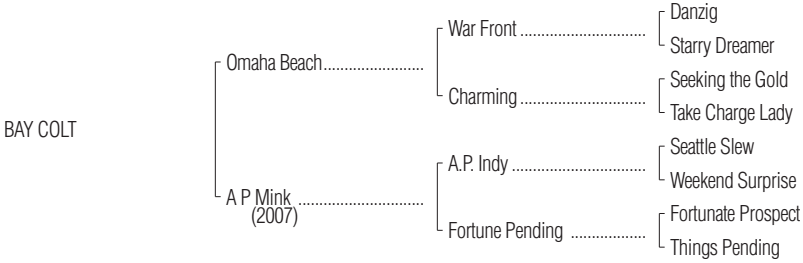 Danzig
War Front ..............................
Starry Dreamer
Omaha Beach........................
Seeking the Gold
Charming ..............................
Take Charge Lady
BAY COLT
Seattle Slew
A.P. Indy ................................
Weekend Surprise
A P Mink ..............................
(2007)
Fortunate Prospect
Fortune Pending ..................
Things Pending